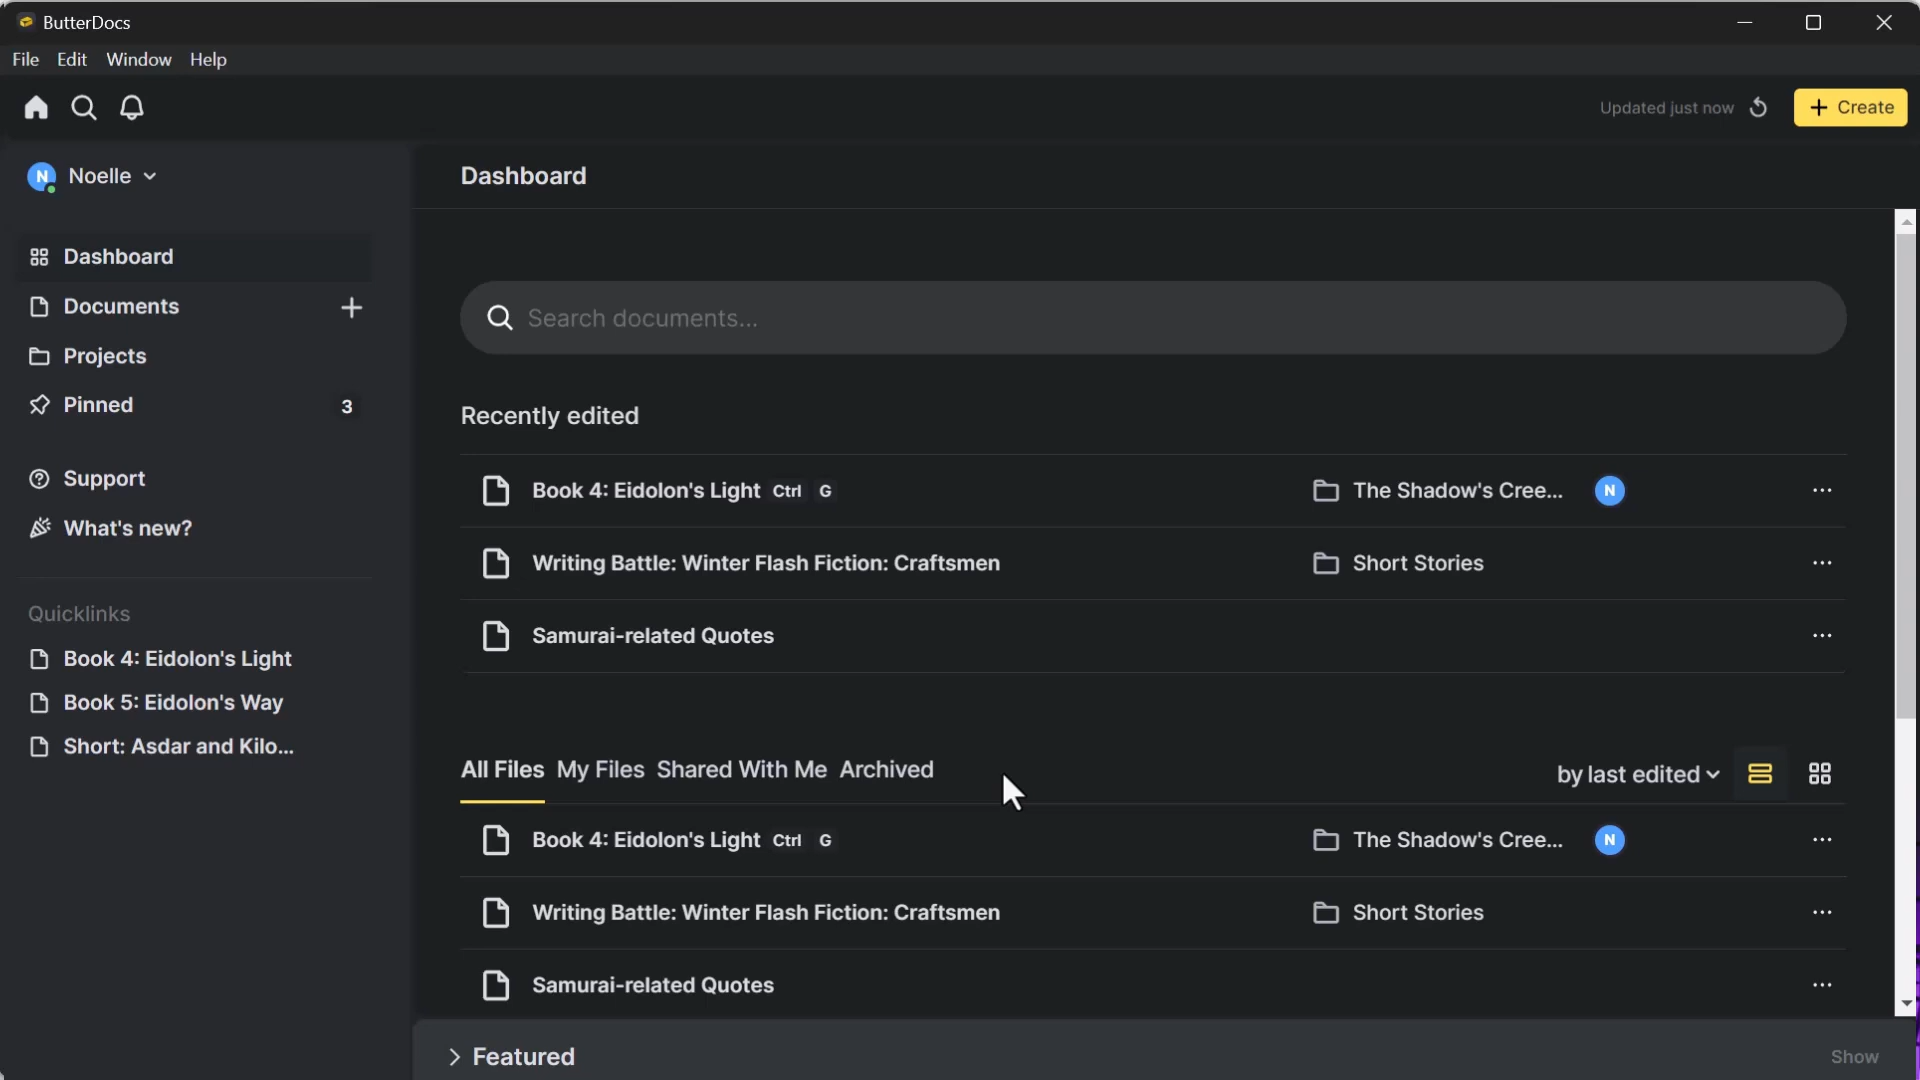 ButterDocs
File Edit Window Help
Updated just now
Create
N Noelle
Dashboard
Dashboard
Documents
Projects
Pinned 3
Support
What's new?
Quicklinks
Book 4: Eidolon's Light
Book 5: Eidolon's Way
Short: Asdar and Kilo...
Search documents...
Recently edited
Book 4: Eidolon's Light Ctrl G The Shadow's Cree... N
Writing Battle: Winter Flash Fiction: Craftsmen Short Stories
Samurai-related Quotes
All Files My Files Shared With Me Archived by last edited
Book 4: Eidolon's Light Ctrl G The Shadow's Cree... N
Writing Battle: Winter Flash Fiction: Craftsmen Short Stories
Samurai-related Quotes
Featured Show